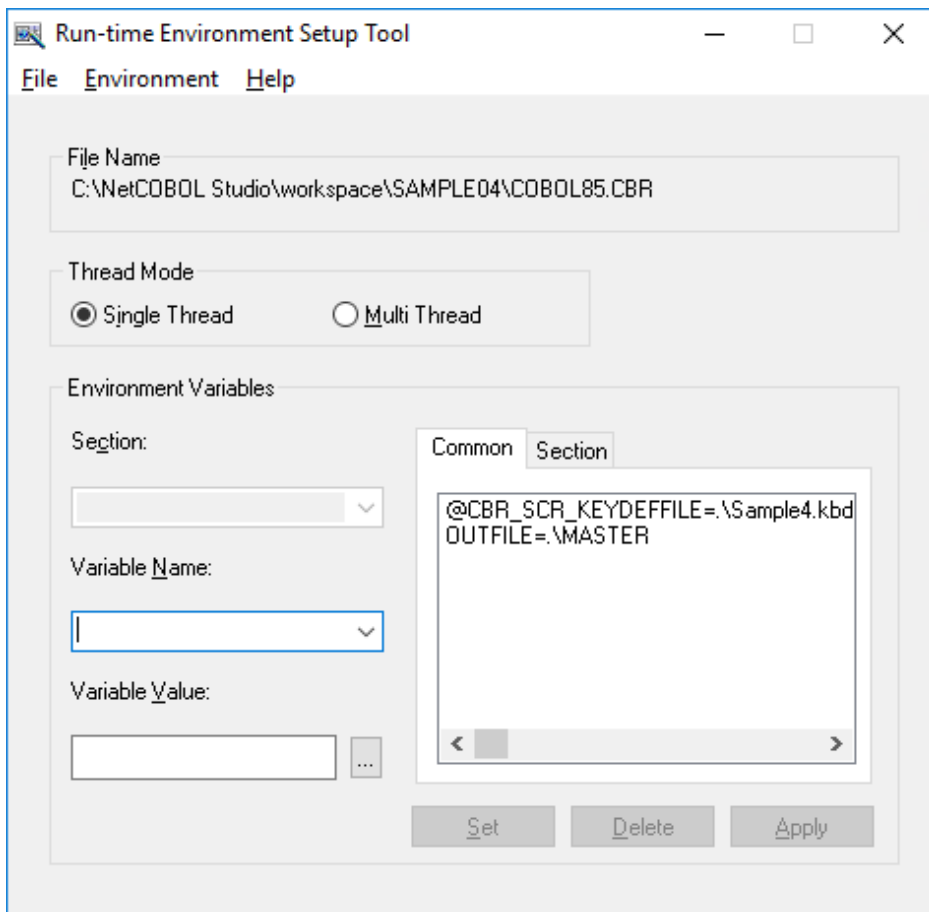 Run-time Environment Setup Tool
File Environment Help
File Name
C:\NetCOBOL Studio\workspace\SAMPLE04\COBOL85.CBR
Thread Mode
Single Thread Multi Thread
Environment Variables
Section:
Variable Name:
Variable Value:
...
Common Section
@CBR_SCR_KEYDEFFILE=.\Sample4.kbd
OUTFILE=.\MASTER
Set Delete Apply